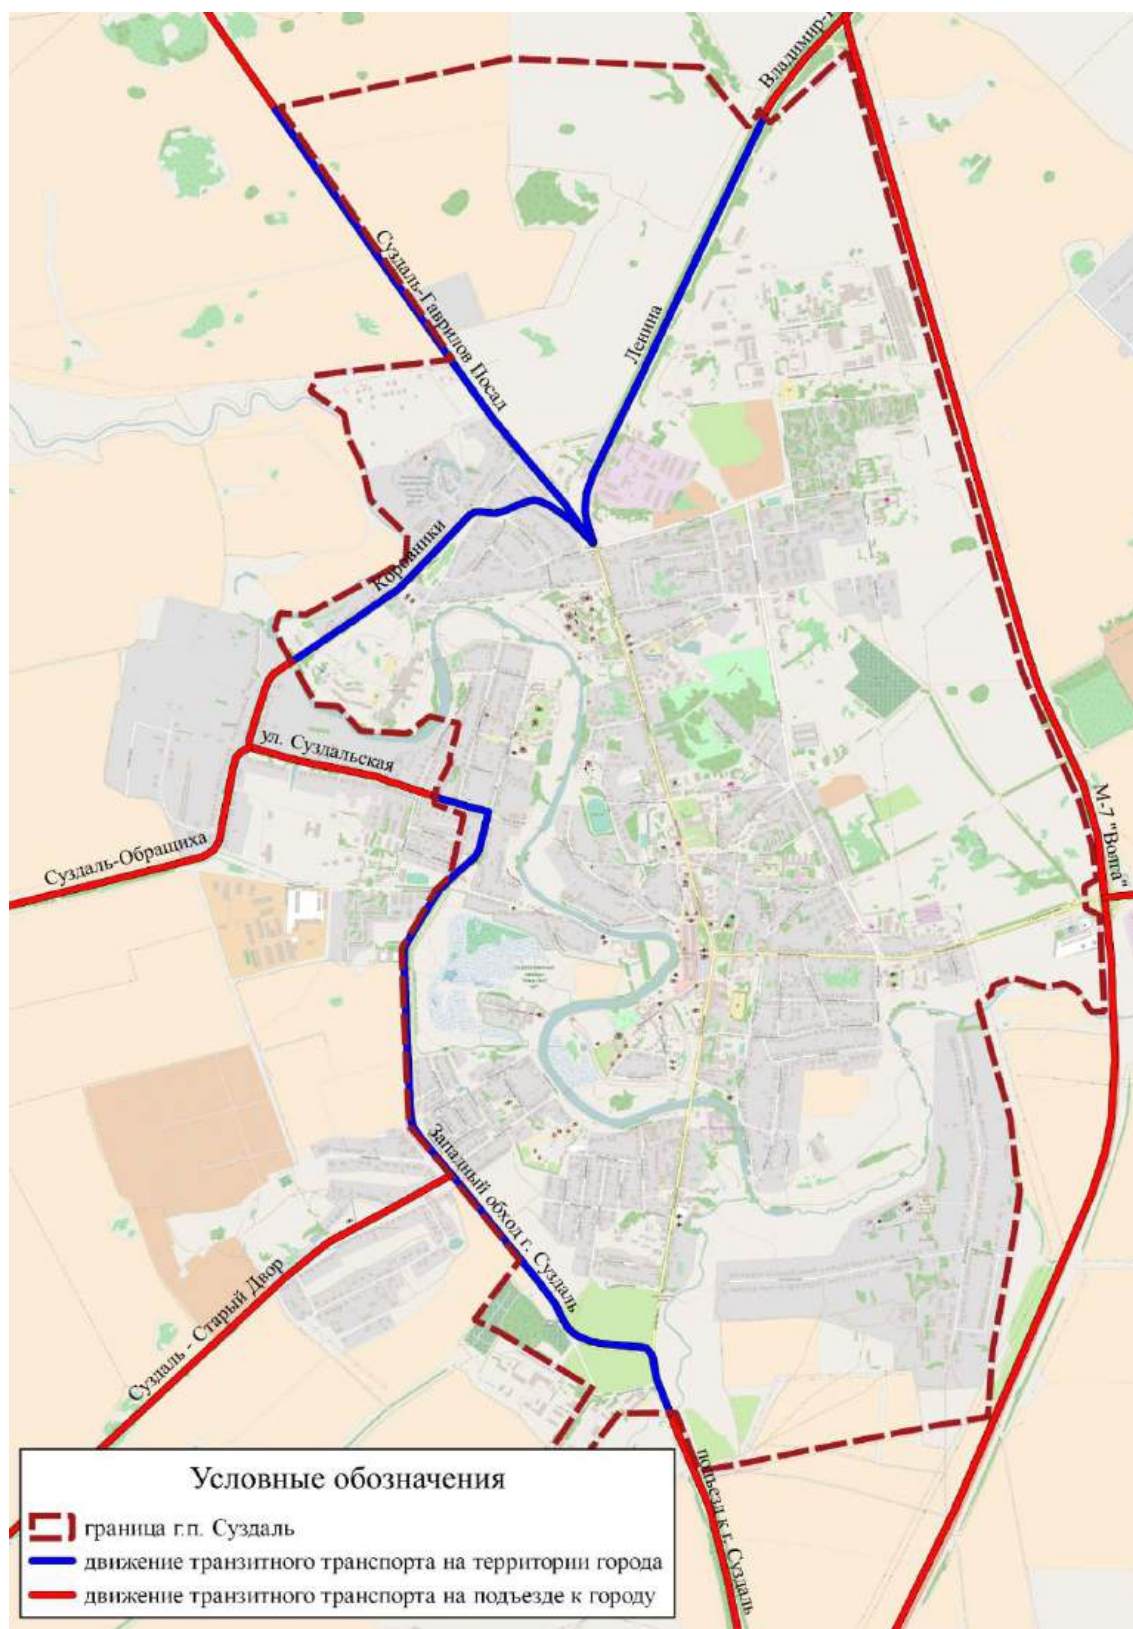 Владимир-
Суздаль-Гаврилов Посад
Ленина
Коровники
ул. Суздальская
Суздаль-Обращиха
М-7 "Волга"
Западный обход г. Суздаль
Суздаль - Старый Двор
подъезд к г. Суздаль
Условные обозначения
граница г.п. Суздаль
движение транзитного транспорта на территории города
движение транзитного транспорта на подъезде к городу